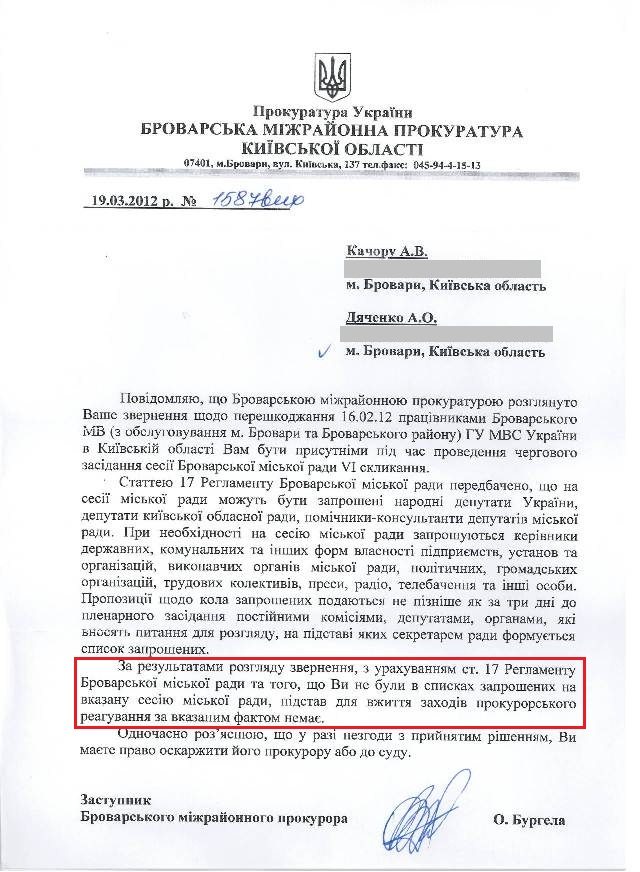 Прокуратура України
БРОВАРСЬКА МІЖРАЙОННА ПРОКУРАТУРА
КИЇВСЬКОЇ ОБЛАСТІ
07401, м.Бровари, вул. Київська, 137 тел.факс: 045-94-4-15-13
19.03.2012 р. № 1587вих
Качору А.В.
м. Бровари, Київська область
Дяченко А.О.
м. Бровари, Київська область
Повідомляю, що Броварською міжрайонною прокуратурою розглянуто
Ваше звернення щодо перешкоджання 16.02.12 працівниками Броварського
МВ (з обслуговування м. Бровари та Броварського району) ГУ МВС України
в Київській області Вам бути присутніми під час проведення чергового
засідання сесії Броварської міської ради VI скликання.
Статтею 17 Регламенту Броварської міської ради передбачено, що на
сесії міської ради можуть бути запрошені народні депутати України,
депутати київської обласної ради, помічники-консультанти депутатів міської
ради. При необхідності на сесію міської ради запрошуються керівники
державних, комунальних та інших форм власності підприємств, установ та
організацій, виконавчих органів міської ради, політичних, громадських
організацій, трудових колективів, преси, радіо, телебачення та інші особи.
Пропозиції щодо кола запрошених подаються не пізніше як за три дні до
пленарного засідання постійними комісіями, депутатами, органами, які
вносять питання для розгляду, на підставі яких секретарем ради формується
список запрошених.
За результатами розгляду звернення, з урахуванням ст. 17 Регламенту
Броварської міської ради та того, що Ви не були в списках запрошених на
вказану сесію міської ради, підстав для вжиття заходів прокурорського
реагування за вказаним фактом немає.
Одночасно роз’яснюю, що у разі незгоди з прийнятим рішенням, Ви
маєте право оскаржити його прокурору або до суду.
Заступник
Броварського міжрайонного прокурора О. Бургела